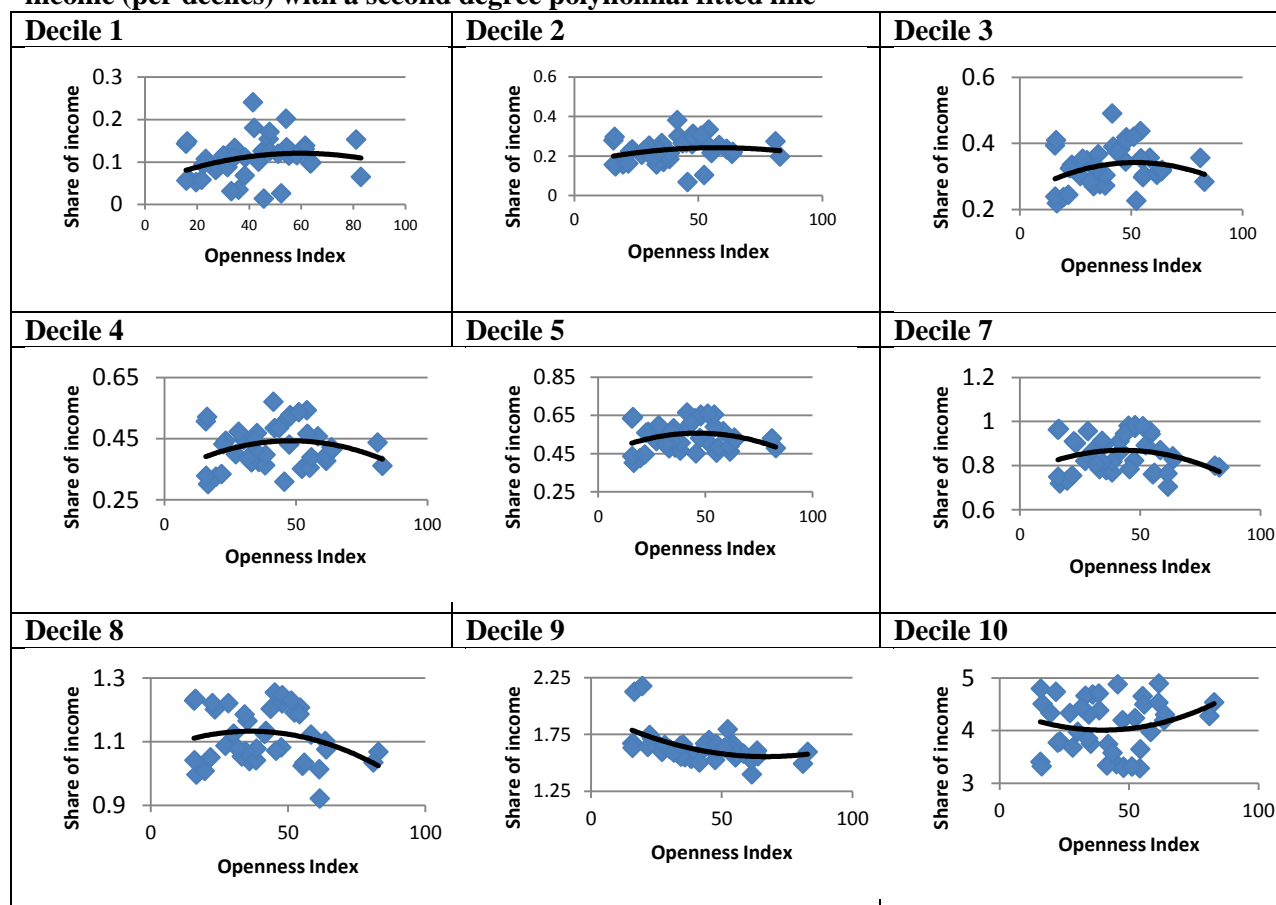 income (per deciles) with a second degree polynomial fitted line
Decile 1
Decile 2
Decile 3
Share of income
0.3
0.2
0.1
0
0 20 40 60 80 100
Openness Index
Share of income
0.6
0.4
0.2
0
0 50 100
Openness Index
Share of income
0.6
0.4
0.2
0 50 100
Openness Index
Decile 4
Decile 5
Decile 7
Share of income
0.65
0.45
0.25
0 50 100
Openness Index
Share of income
0.85
0.65
0.45
0.25
0 50 100
Openness Index
Share of income
1.2
1
0.8
0.6
0 50 100
Openness Index
Decile 8
Decile 9
Decile 10
Share of income
1.3
1.1
0.9
0 50 100
Openness Index
Share of income
2.25
1.75
1.25
0 50 100
Openness Index
Share of income
5
4
3
0 50 100
Openness Index